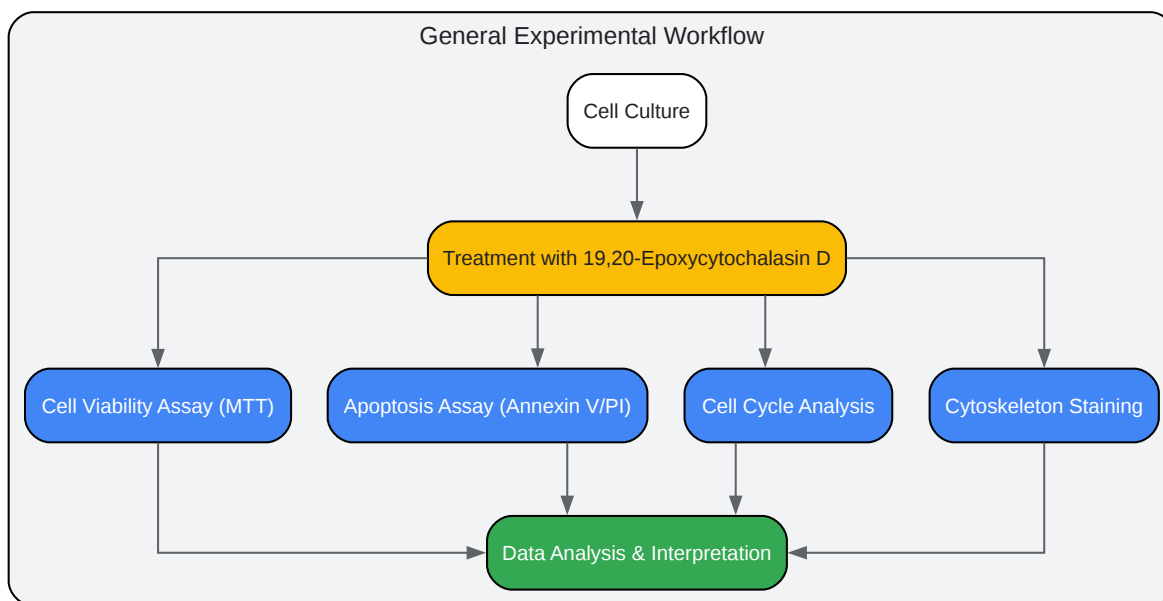 General Experimental Workflow
Cell Culture
Treatment with 19,20-Epoxycytochalasin D
Cell Viability Assay (MTT)
Apoptosis Assay (Annexin V/PI)
Cell Cycle Analysis
Cytoskeleton Staining
Data Analysis & Interpretation